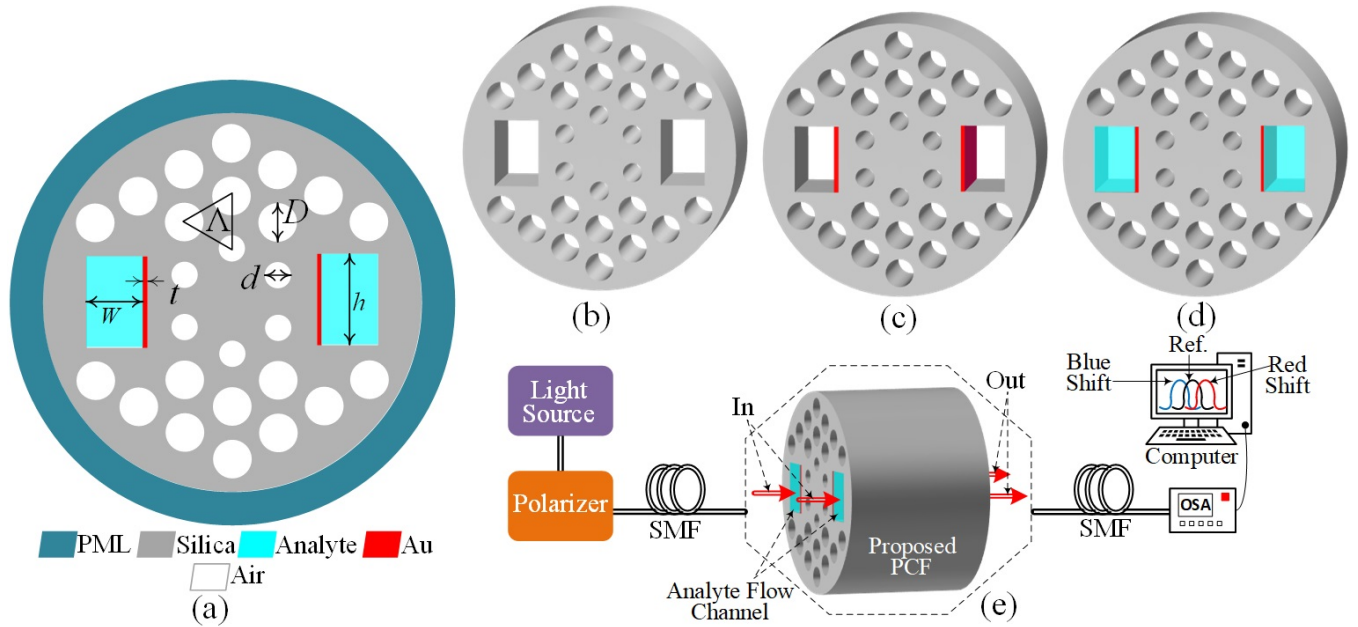 Λ
D
d
t
W
h
PML Silica Analyte Au
Air
(a)
(b)
(c)
(d)
Light
Source
Polarizer
SMF
In
Out
Proposed
PCF
Analyte Flow
Channel
(e)
SMF
OSA
Ref.
Blue
Shift
Red
Shift
Computer